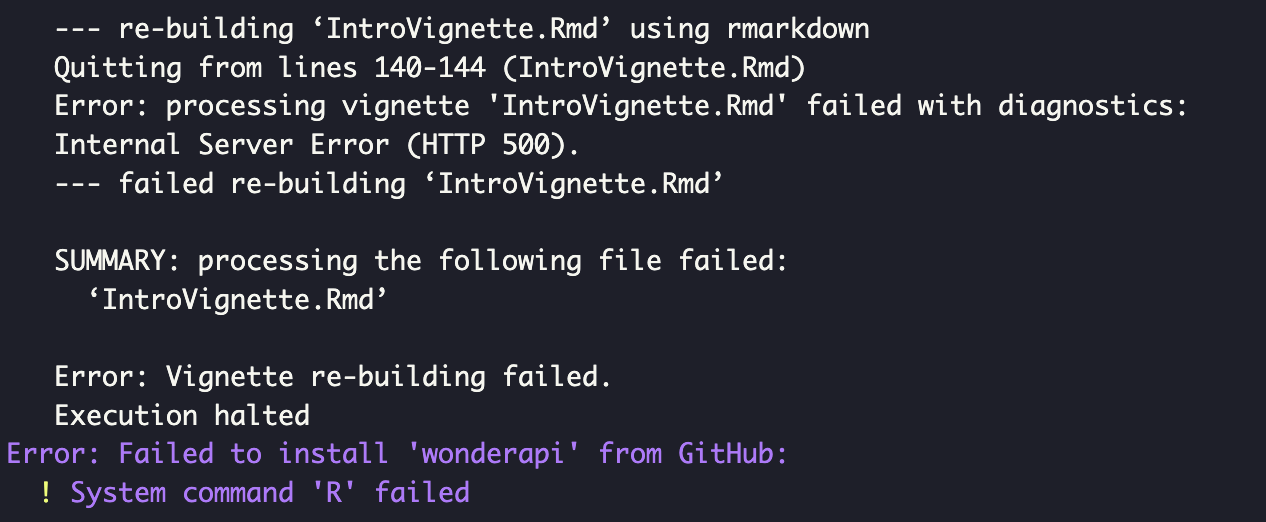 --- re-building ‘IntroVignette.Rmd’ using rmarkdown
Quitting from lines 140-144 (IntroVignette.Rmd)
Error: processing vignette 'IntroVignette.Rmd' failed with diagnostics:
Internal Server Error (HTTP 500).
--- failed re-building ‘IntroVignette.Rmd’

SUMMARY: processing the following file failed:
  ‘IntroVignette.Rmd’

Error: Vignette re-building failed.
Execution halted
Error: Failed to install 'wonderapi' from GitHub:
  ! System command 'R' failed